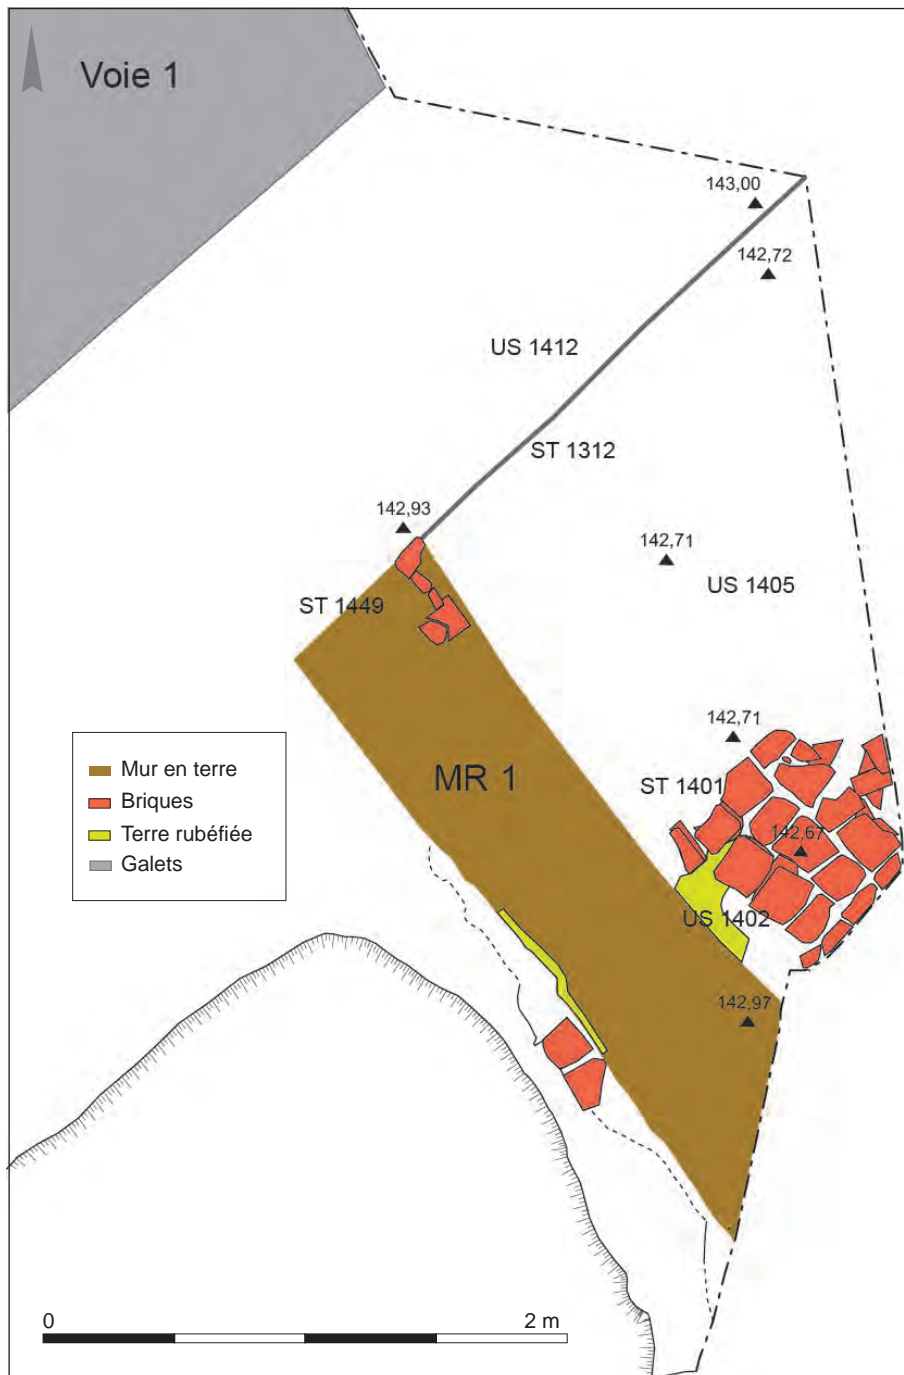 Voie 1
143,00
142,72
US 1412
ST 1312
142,93
142,71
US 1405
ST 1449
142,71
MR 1
ST 1401
Mur en terre
Briques
142,67
Terre rubéfiée
Galets
US 1402
142,97
0 2 m